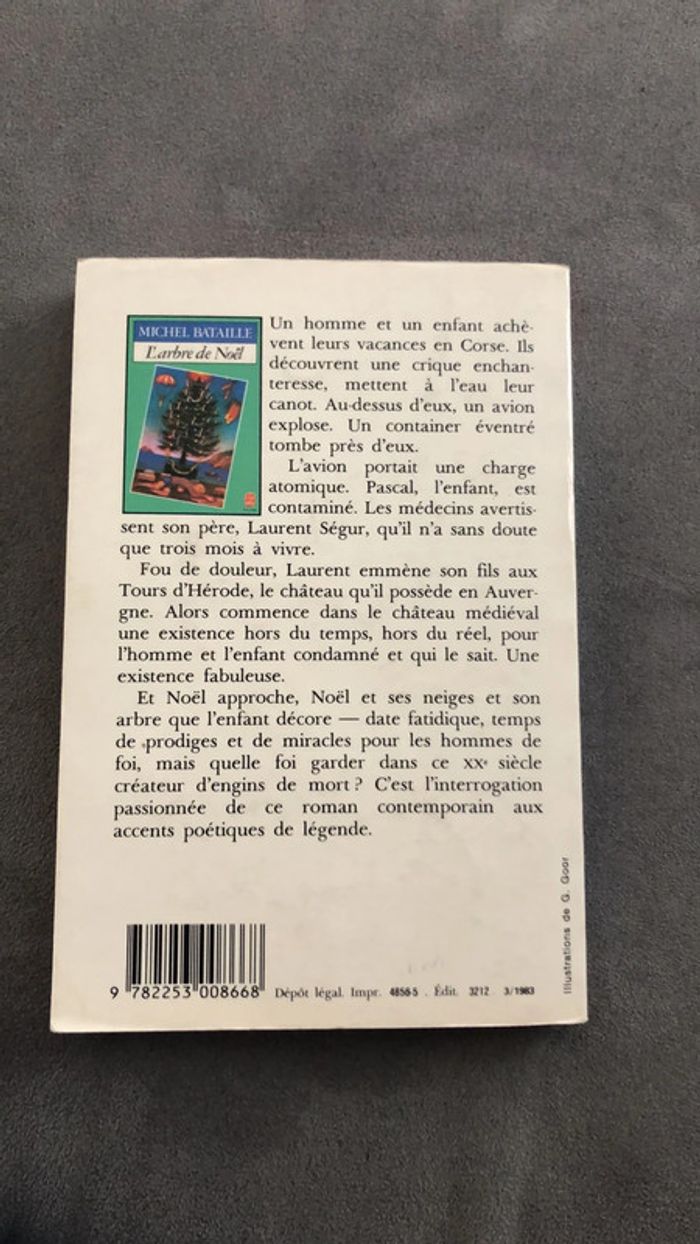 MICHEL BATAILLE
L'arbre de Noël
Un homme et un enfant achè-
vent leurs vacances en Corse. Ils
découvrent une crique enchan-
teresse, mettent à l'eau leur
canot. Au-dessus d'eux, un avion
explose. Un container éventré
tombe près d'eux.
L'avion portait une charge
atomique. Pascal, l'enfant, est
contaminé. Les médecins avertis-
sent son père, Laurent Ségur, qu'il n'a sans doute
que trois mois à vivre.
Fou de douleur, Laurent emmène son fils aux
Tours d'Hérode, le château qu'il possède en Auver-
gne. Alors commence dans le château médiéval
une existence hors du temps, hors du réel, pour
l'homme et l'enfant condamné et qui le sait. Une
existence fabuleuse.
Et Noël approche, Noël et ses neiges et son
arbre que l'enfant décore — date fatidique, temps
de prodiges et de miracles pour les hommes de
foi, mais quelle foi garder dans ce XXe siècle
créateur d'engins de mort ? C'est l'interrogation
passionnée de ce roman contemporain aux
accents poétiques de légende.
Illustrations de G. Goor
9 782253 008668
Dépôt légal. Impr. 4856-5 . Édit. 3212 . 3/1983